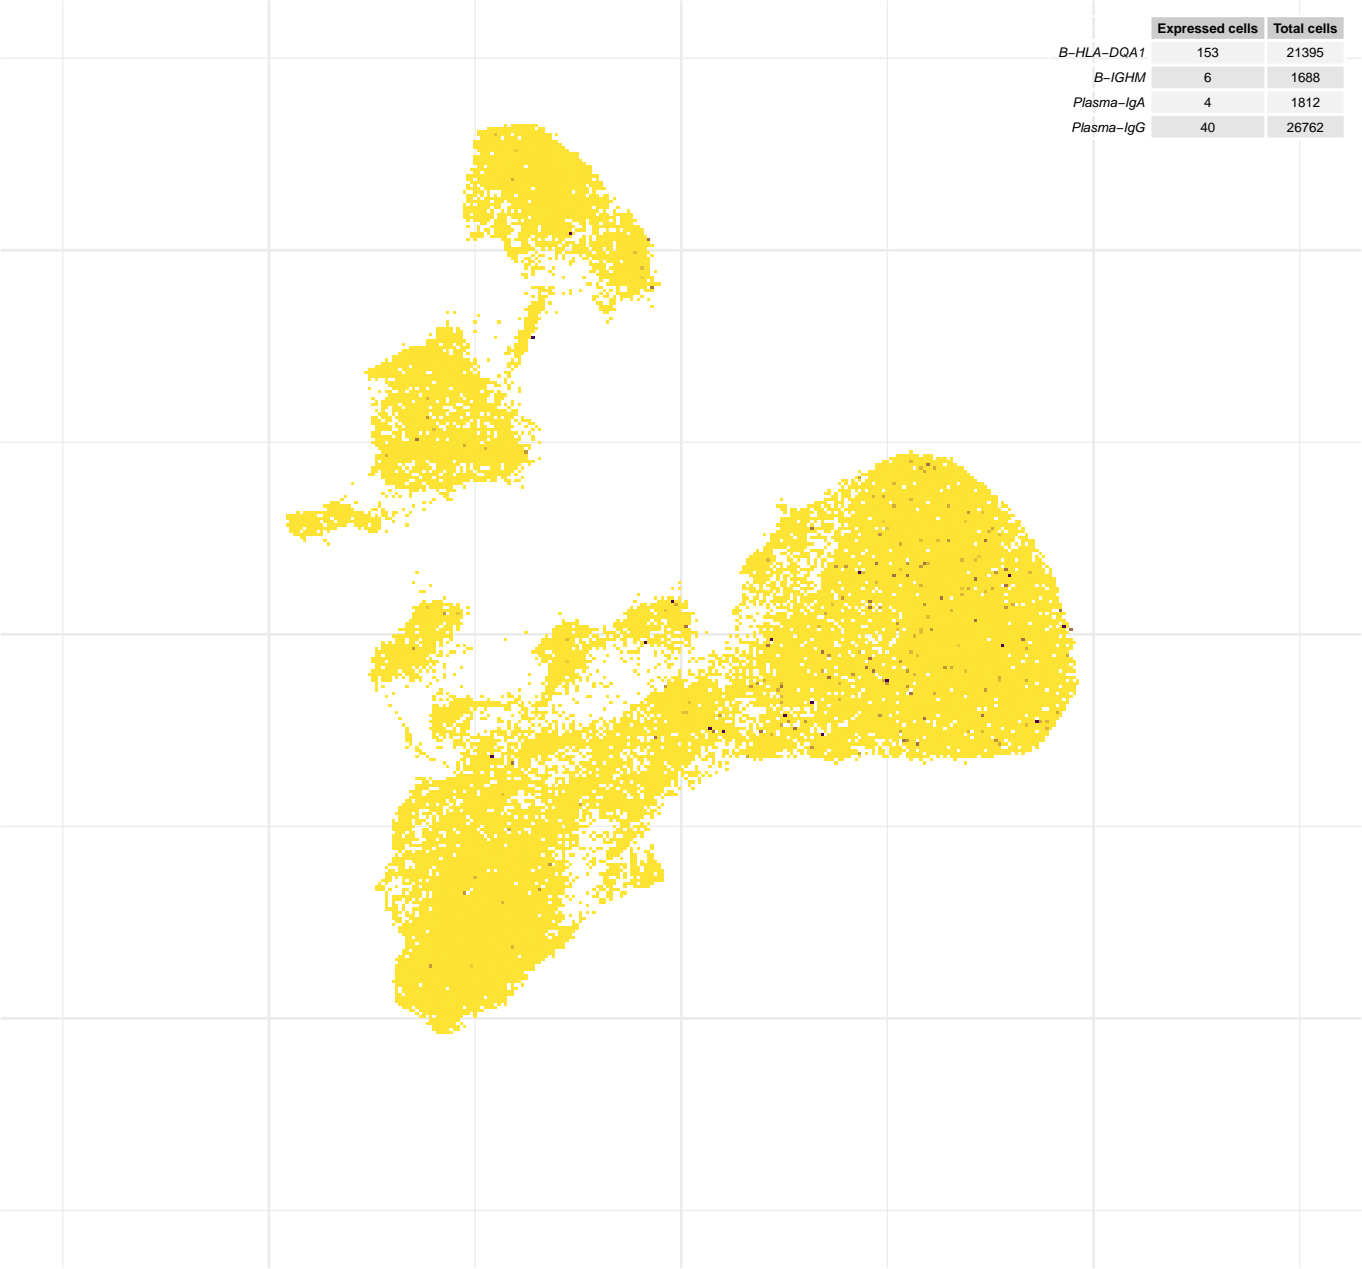 Expressed cells Total cells
B−HLA−DQA1 153 21395
B−IGHM 6 1688
Plasma−IgA 4 1812
Plasma−IgG 40 26762